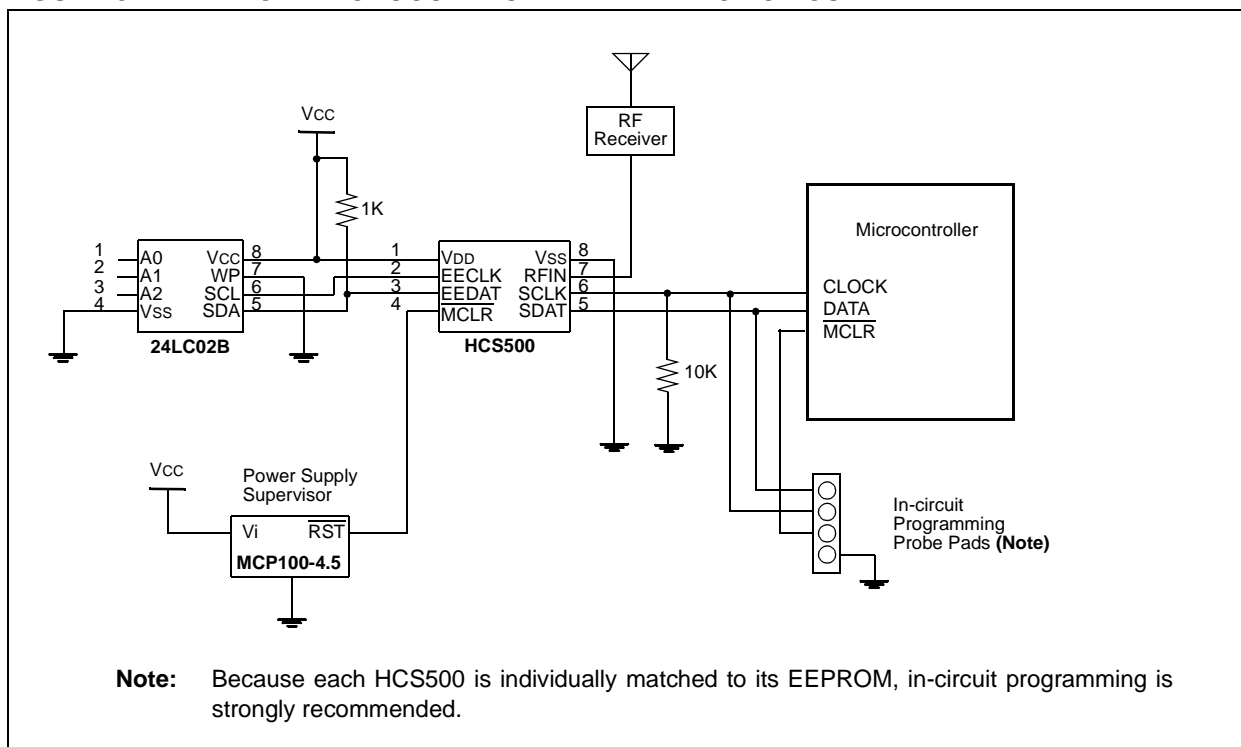 RF
Receiver
VCC
1K
Microcontroller
1 A0 VCC 8
2 A1 WP 7
3 A2 SCL 6
4 VSS SDA 5
24LC02B
1 VDD VSS 8
2 EECLK RFIN 7
3 EEDAT SCLK 6
4 MCLR SDAT 5
HCS500
CLOCK
DATA
MCLR
10K
VCC
Power Supply
Supervisor
Vi RST
MCP100-4.5
In-circuit
Programming
Probe Pads (Note)
Note: Because each HCS500 is individually matched to its EEPROM, in-circuit programming is
strongly recommended.